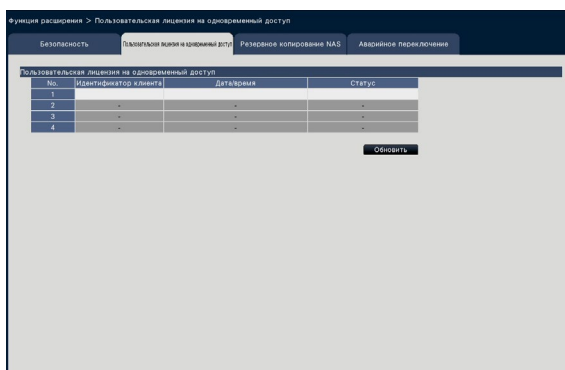 Функция расширения > Пользовательская лицензия на одновременный доступ
Безопасность Пользовательская лицензия на одновременный доступ Резервное копирование NAS Аварийное переключение
Пользовательская лицензия на одновременный доступ
No. Идентификатор клиента Дата/время Статус
1
2 - - -
3 - - -
4 - - -
Обновить